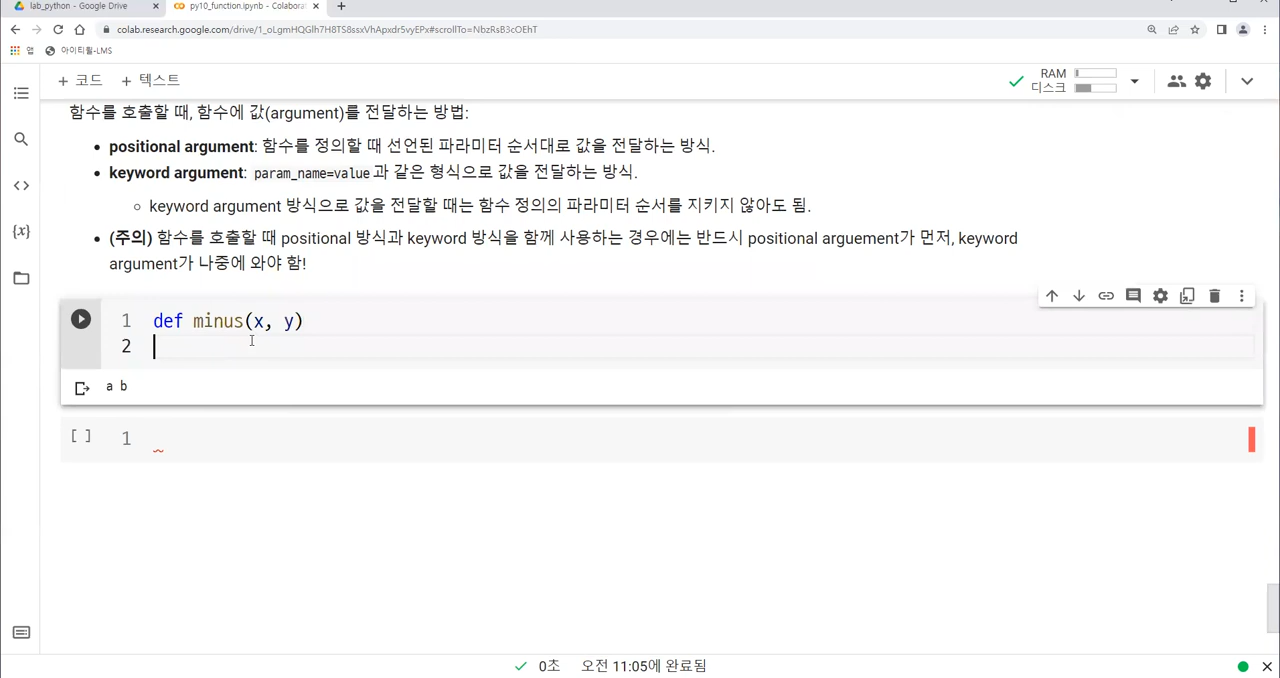 lab_python - Google Drive
py10_function.ipynb - Colabora
colab.research.google.com/drive/1_oLgmHQGlh7H8TS8ssxVhApxdr5vyEPx#scrollTo=NbzRsB3cOEhT
앱 아이티윌-LMS
+ 코드 + 텍스트
RAM
디스크
함수를 호출할 때, 함수에 값(argument)를 전달하는 방법:
• positional argument: 함수를 정의할 때 선언된 파라미터 순서대로 값을 전달하는 방식.
• keyword argument: param_name=value 과 같은 형식으로 값을 전달하는 방식.
○ keyword argument 방식으로 값을 전달할 때는 함수 정의의 파라미터 순서를 지키지 않아도 됨.
• (주의) 함수를 호출할 때 positional 방식과 keyword 방식을 함께 사용하는 경우에는 반드시 positional arguement가 먼저, keyword
argument가 나중에 와야 함!
1 def minus(x, y)
2
a b
[ ] 1
0초 오전 11:05에 완료됨